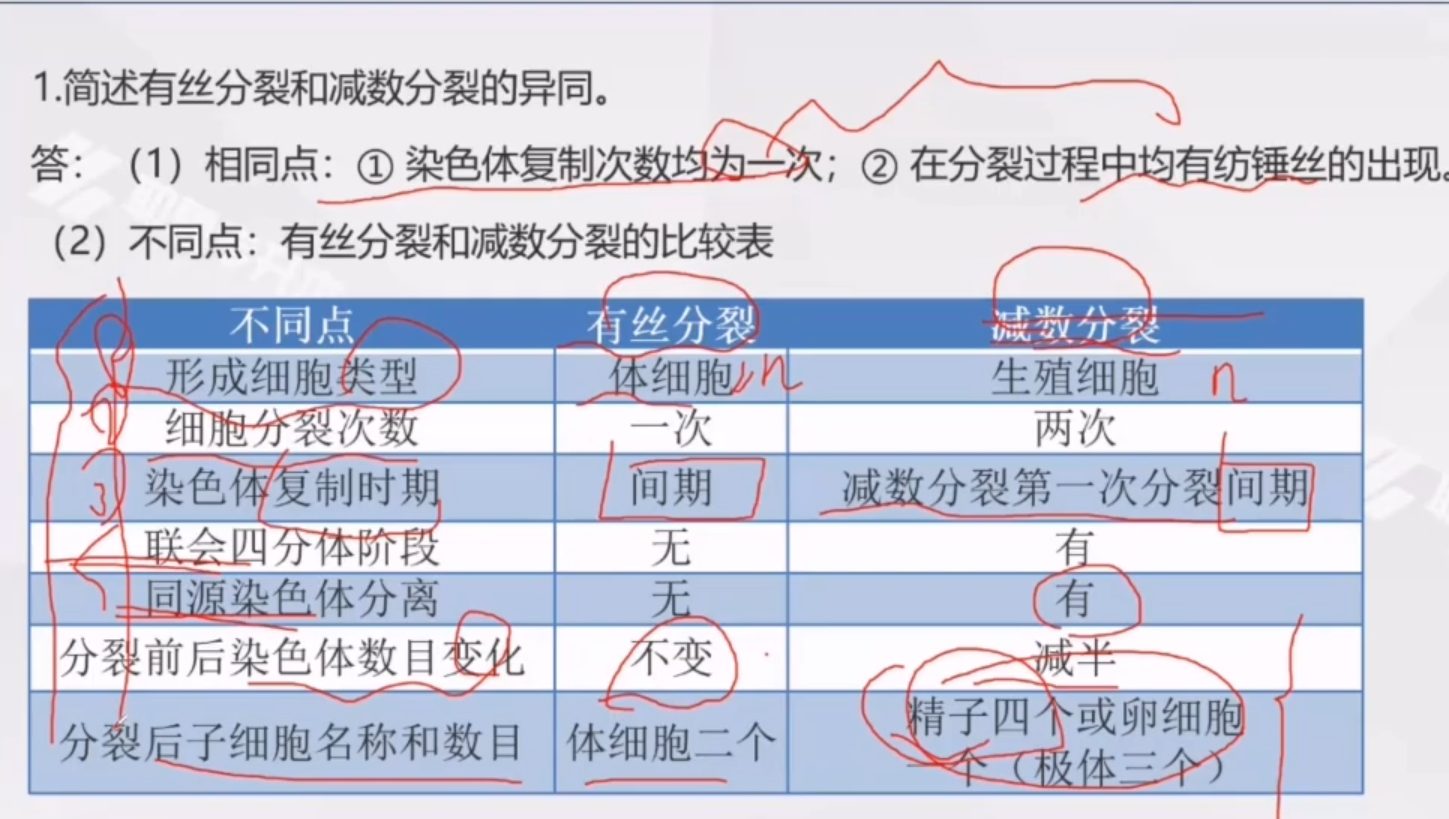 1.简述有丝分裂和减数分裂的异同。
答：（1）相同点：① 染色体复制次数均为一次；② 在分裂过程中均有纺锤丝的出现。
（2）不同点：有丝分裂和减数分裂的比较表
不同点 有丝分裂 减数分裂
形成细胞类型 体细胞 2n 生殖细胞 n
细胞分裂次数 一次 两次
染色体复制时期 间期 减数分裂第一次分裂间期
联会四分体阶段 无 有
同源染色体分离 无 有
分裂前后染色体数目变化 不变 减半
分裂后子细胞名称和数目 体细胞二个 精子四个或卵细胞
一个（极体三个）